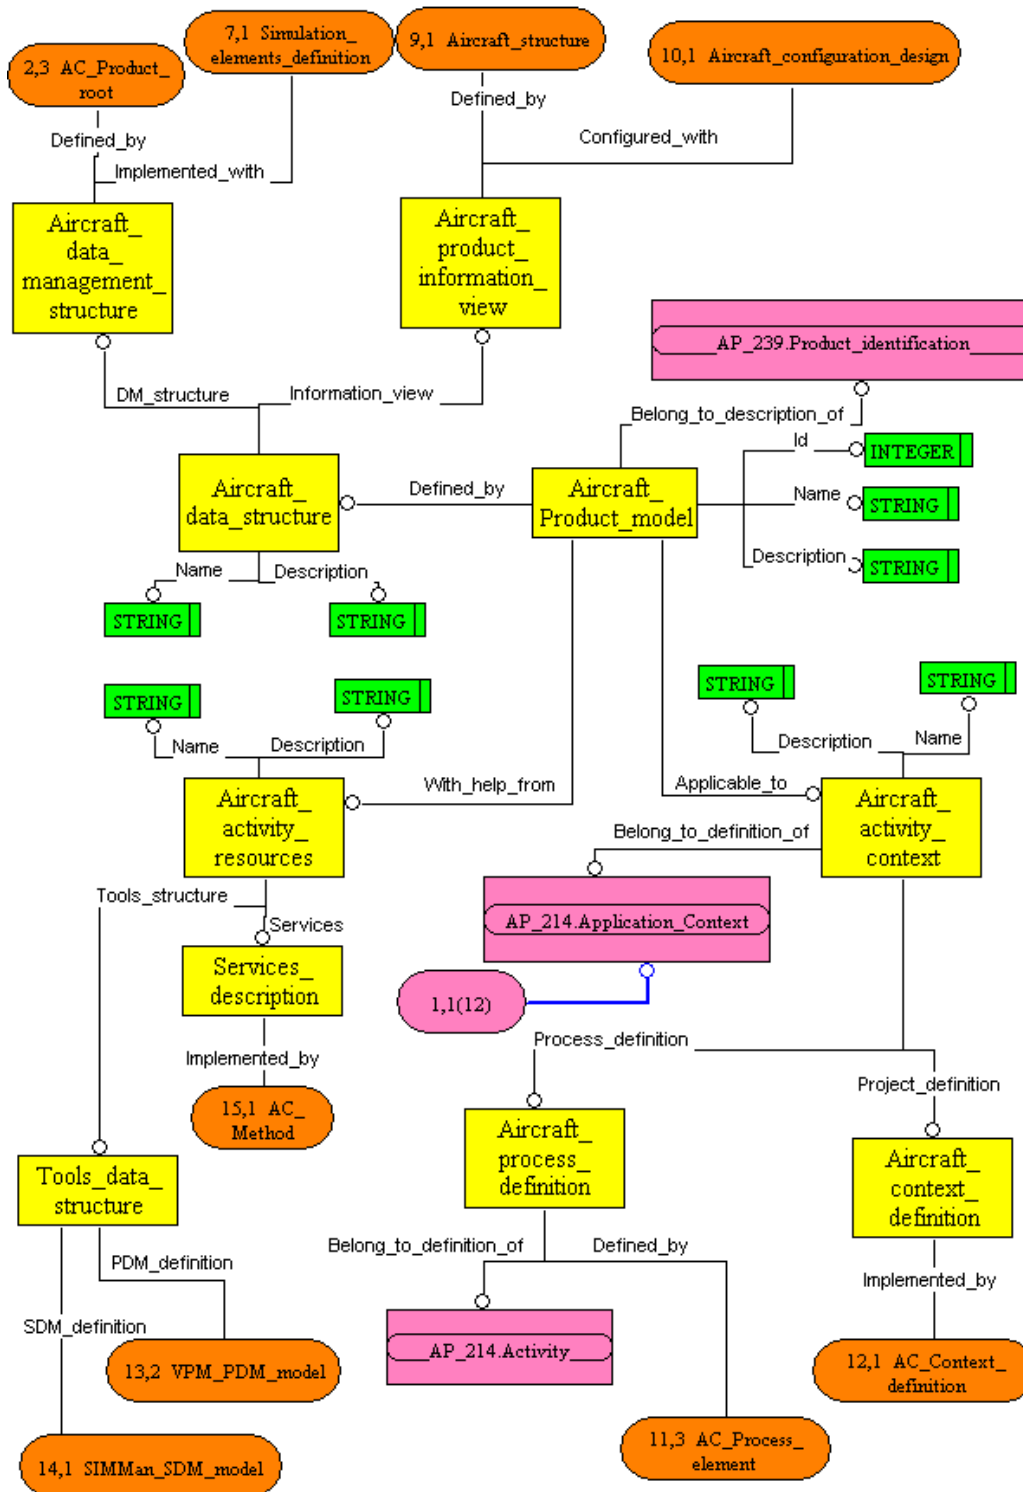 7,1 Simulation_
elements_definition
9,1 Aircraft_structure
10,1 Aircraft_configuration_design
2,3 AC_Product_
root
Defined_by
Defined_by
Configured_with
Implemented_with
Aircraft_
data_
management_
structure
Aircraft_
product_
information_
view
AP_239.Product_identification
DM_structure
Information_view
Belong_to_description_of
Id
INTEGER
Aircraft_
data_structure
Defined_by
Aircraft_
Product_model
Name
STRING
Description
STRING
Name
Description
STRING
STRING
STRING
STRING
STRING
STRING
Name
Description
Description
Name
With_help_from
Applicable_to
Aircraft_
activity_
resources
Aircraft_
activity_
context
Belong_to_definition_of
Tools_structure
Services
AP_214.Application_Context
Services_
description
1,1(12)
Implemented_by
Process_definition
Project_definition
15,1 AC_
Method
Aircraft_
process_
definition
Aircraft_
context_
definition
Tools_data_
structure
Belong_to_definition_of
Defined_by
PDM_definition
Implemented_by
SDM_definition
AP_214.Activity
13,2 VPM_PDM_model
12,1 AC_Context_
definition
11,3 AC_Process_
element
14,1 SIMMan_SDM_model